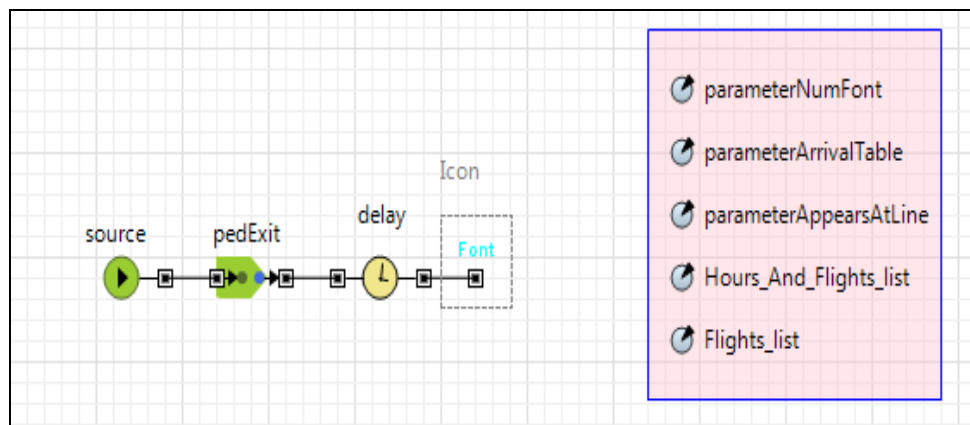 parameterNumFont
parameterArrivalTable
Icon
delay
parameterAppearsAtLine
source
pedExit
Font
Hours_And_Flights_list
Flights_list